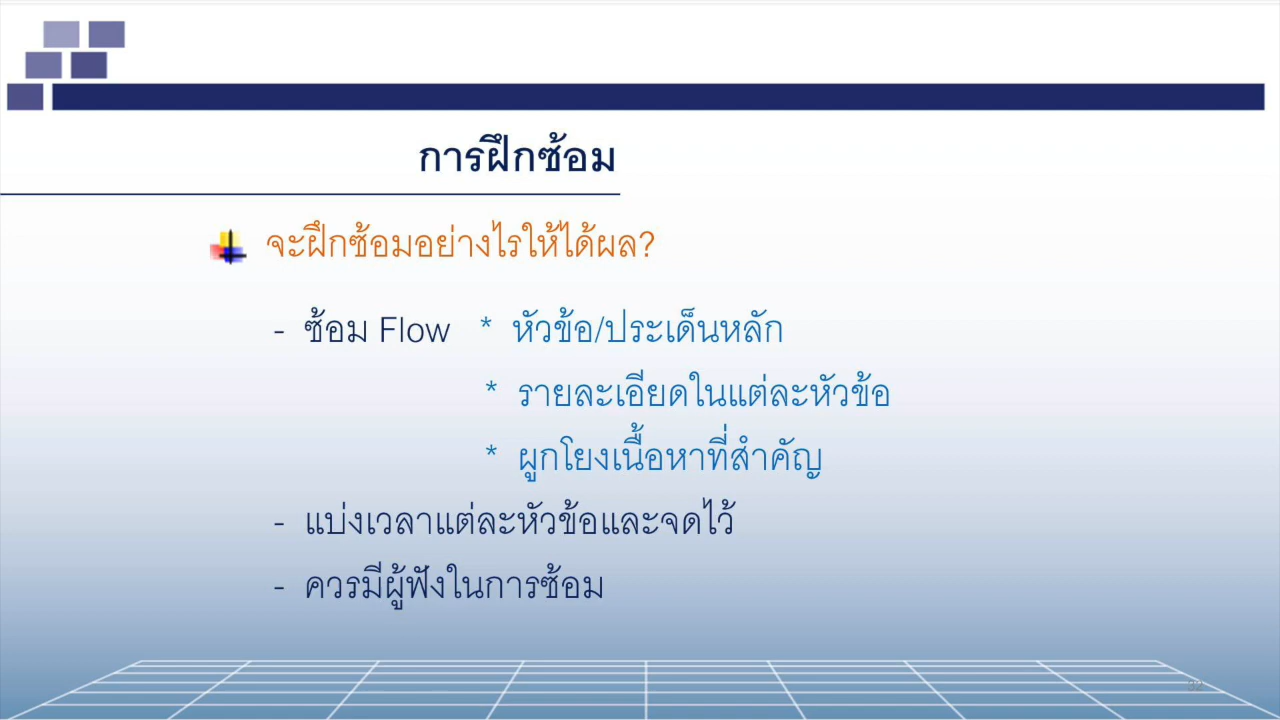 การฝึกซ้อม
จะฝึกซ้อมอย่างไรให้ได้ผล?
- ซ้อม Flow * หัวข้อ/ประเด็นหลัก
* รายละเอียดในแต่ละหัวข้อ
* ผูกโยงเนื้อหาที่สำคัญ
- แบ่งเวลาแต่ละหัวข้อและจดไว้
- ควรมีผู้ฟังในการซ้อม